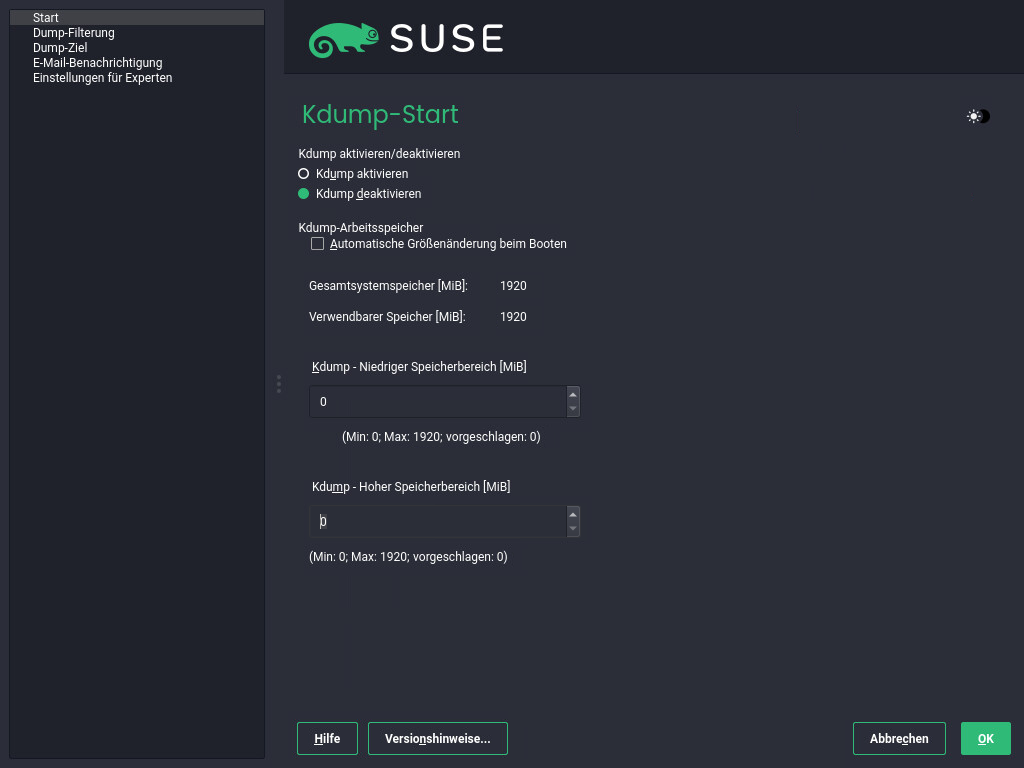 Start
Dump-Filterung
Dump-Ziel
E-Mail-Benachrichtigung
Einstellungen für Experten
SUSE
Kdump-Start
Kdump aktivieren/deaktivieren
Kdump aktivieren
Kdump deaktivieren
Kdump-Arbeitsspeicher
Automatische Größenänderung beim Booten
Gesamtsystemspeicher [MiB]: 1920
Verwendbarer Speicher [MiB]: 1920
Kdump - Niedriger Speicherbereich [MiB]
0
(Min: 0; Max: 1920; vorgeschlagen: 0)
Kdump - Hoher Speicherbereich [MiB]
0
(Min: 0; Max: 1920; vorgeschlagen: 0)
Hilfe Versionshinweise... Abbrechen OK